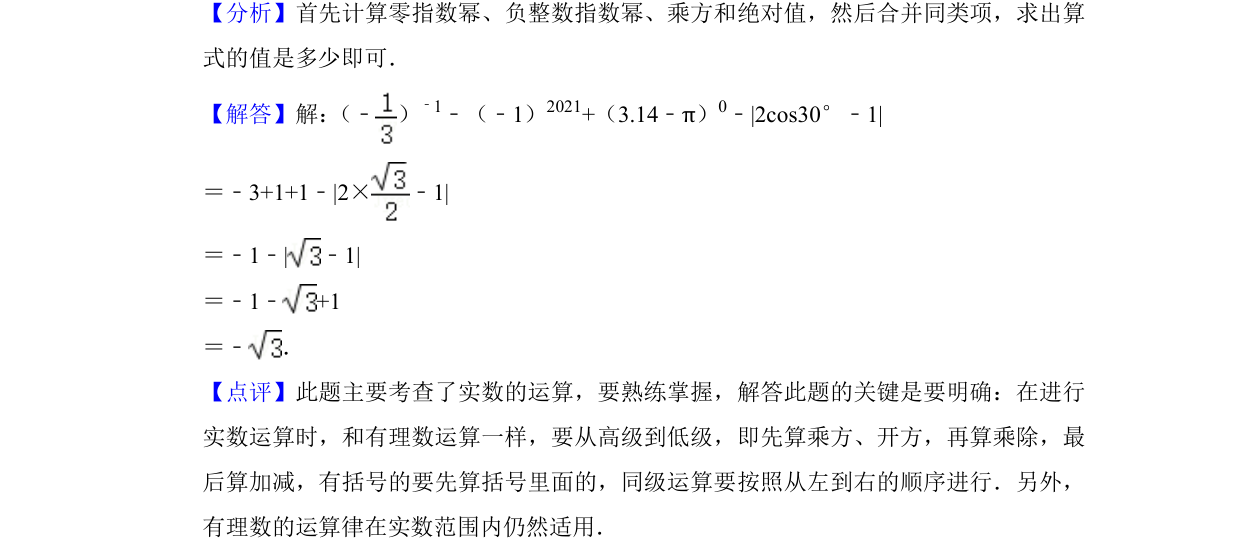 【分析】首先计算零指数幂、负整数指数幂、乘方和绝对值，然后合并同类项，求出算
式的值是多少即可．
【解答】解：（﹣1/3）﹣1﹣（﹣1）2021+（3.14﹣π）0﹣|2cos30°﹣1|
＝﹣3+1+1﹣|2×√3/2﹣1|
＝﹣1﹣|√3﹣1|
＝﹣1﹣√3+1
＝﹣√3．
【点评】此题主要考查了实数的运算，要熟练掌握，解答此题的关键是要明确：在进行
实数运算时，和有理数运算一样，要从高级到低级，即先算乘方、开方，再算乘除，最
后算加减，有括号的要先算括号里面的，同级运算要按照从左到右的顺序进行．另外，
有理数的运算律在实数范围内仍然适用．